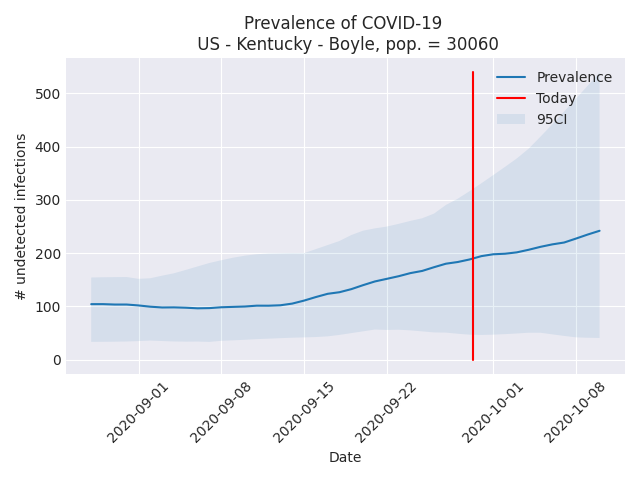 Prevalence of COVID-19
US - Kentucky - Boyle, pop. = 30060
Prevalence
Today
95CI
# undetected infections
500
400
300
200
100
0
2020-09-01
2020-09-08
2020-09-15
2020-09-22
2020-10-01
2020-10-08
Date